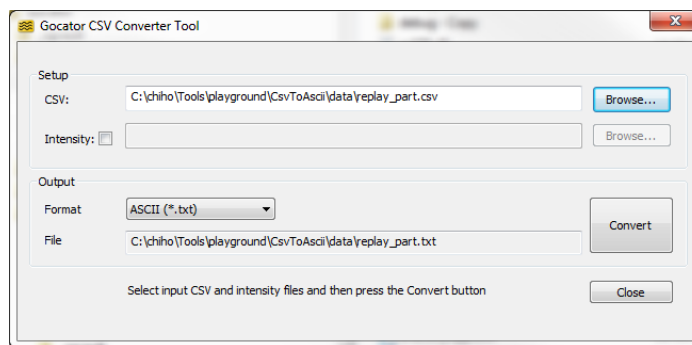 Gocator CSV Converter Tool
Setup
CSV: C:\chiho\Tools\playground\CsvToAscii\data\replay_part.csv Browse...
Intensity: Browse...
Output
Format ASCII (*.txt)
Convert
File C:\chiho\Tools\playground\CsvToAscii\data\replay_part.txt
Select input CSV and intensity files and then press the Convert button Close